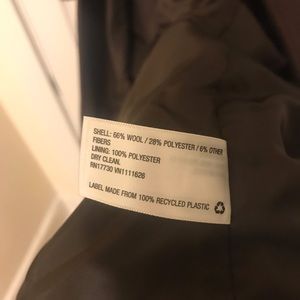 SHELL: 66% WOOL / 28% POLYESTER / 6% OTHER
FIBERS
LINING: 100% POLYESTER
DRY CLEAN.
RN17730 VN1111626
LABEL MADE FROM 100% RECYCLED PLASTIC